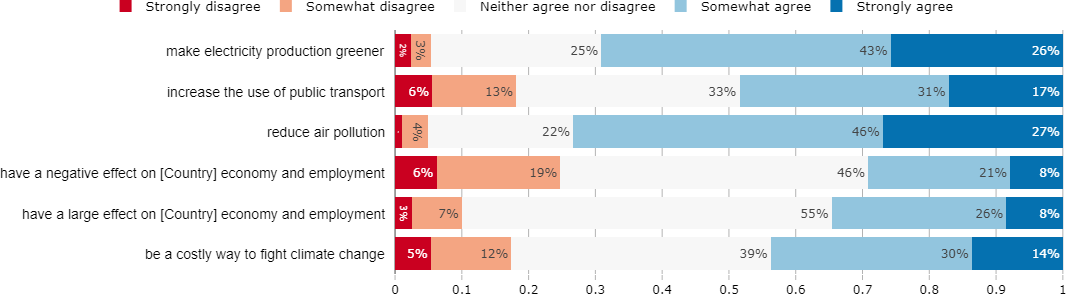 Strongly disagree Somewhat disagree Neither agree nor disagree Somewhat agree Strongly agree
make electricity production greener 2% 3% 25% 43% 26%
increase the use of public transport 6% 13% 33% 31% 17%
reduce air pollution 4% 22% 46% 27%
have a negative effect on [Country] economy and employment 6% 19% 46% 21% 8%
have a large effect on [Country] economy and employment 3% 7% 55% 26% 8%
be a costly way to fight climate change 5% 12% 39% 30% 14%
0 0.1 0.2 0.3 0.4 0.5 0.6 0.7 0.8 0.9 1